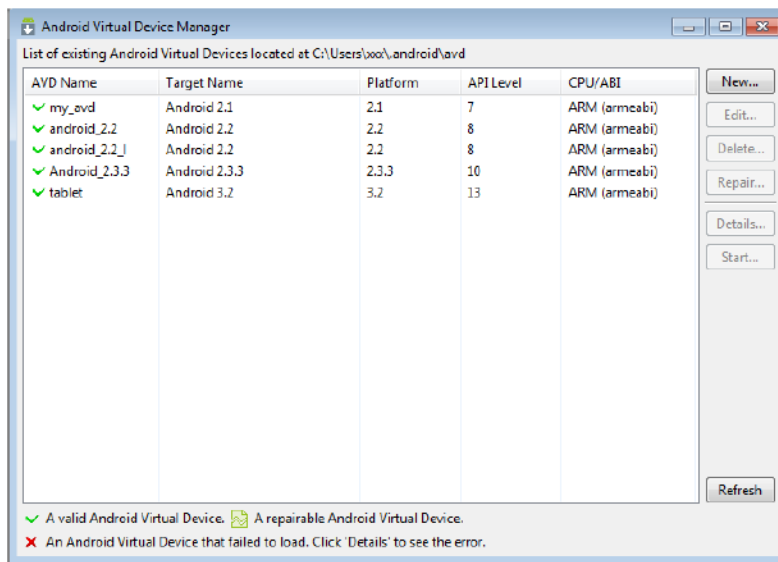 Android Virtual Device Manager
List of existing Android Virtual Devices located at C:\Users\xxx\.android\avd
AVD Name Target Name Platform API Level CPU/ABI New...
my_avd Android 2.1 2.1 7 ARM (armeabi)
Edit...
android_2.2 Android 2.2 2.2 8 ARM (armeabi)
android_2.2_l Android 2.2 2.2 8 ARM (armeabi) Delete...
Android_2.3.3 Android 2.3.3 2.3.3 10 ARM (armeabi)
Repair...
tablet Android 3.2 3.2 13 ARM (armeabi)
Details...
Start...
Refresh
A valid Android Virtual Device. A repairable Android Virtual Device.
An Android Virtual Device that failed to load. Click 'Details' to see the error.